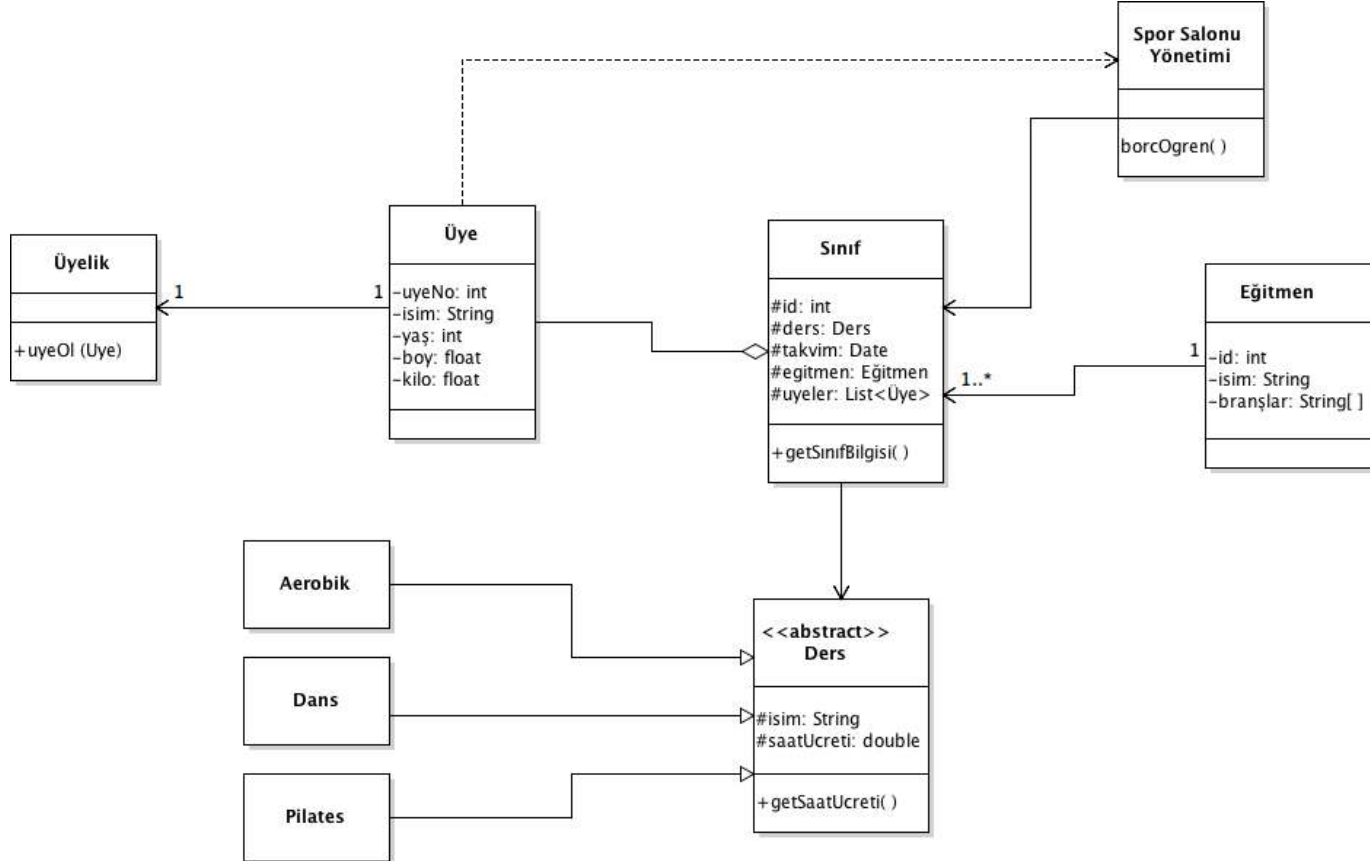 Spor Salonu
Yönetimi
borcOgren( )
Üyelik
+uyeOl (Uye)
1
1
Üye
-uyeNo: int
-isim: String
-yaş: int
-boy: float
-kilo: float
Sınıf
#id: int
#ders: Ders
#takvim: Date
#egitmen: Eğitmen
#uyeler: List<Üye>
+getSınıfBilgisi( )
1..*
1
Eğitmen
-id: int
-isim: String
-branşlar: String[ ]
Aerobik
Dans
Pilates
<<abstract>>
Ders
#isim: String
#saatUcreti: double
+getSaatUcreti( )